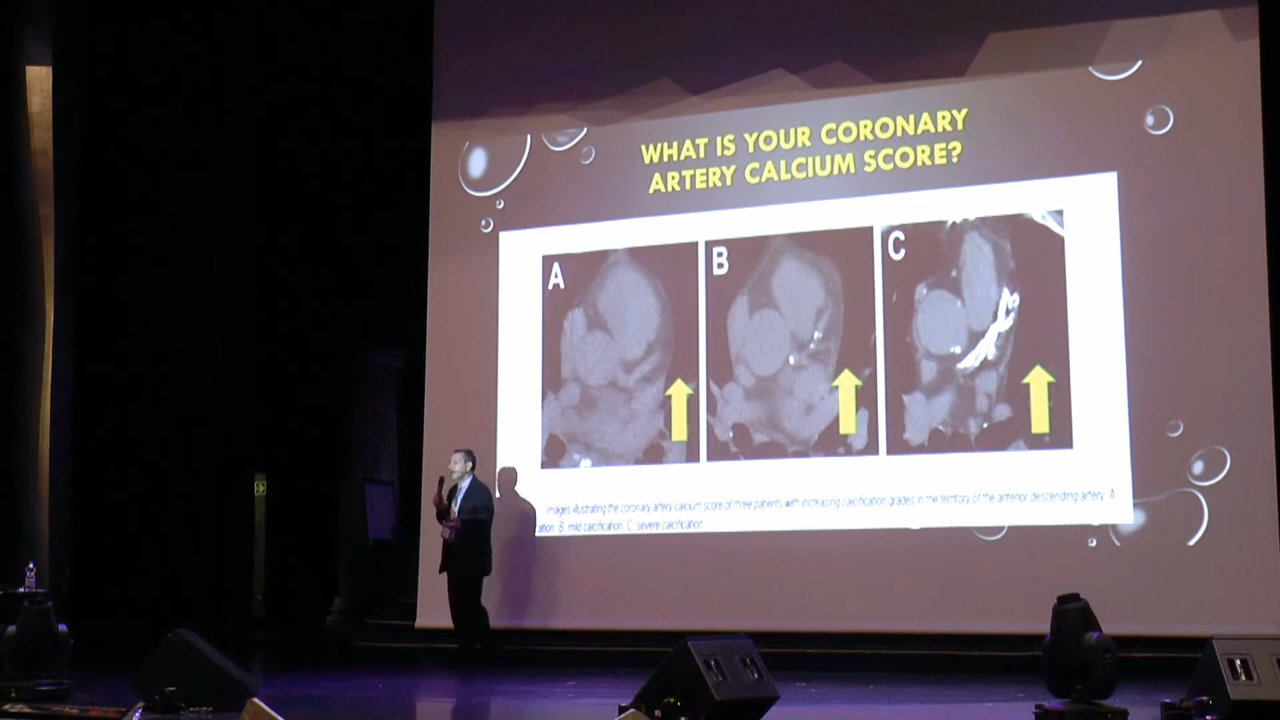 WHAT IS YOUR CORONARY
ARTERY CALCIUM SCORE?
A
B
C
Images illustrating the coronary artery calcium score of three patients with increasing calcification grades in the territory of the anterior descending artery. A.
B. mild calcification. C. severe calcification